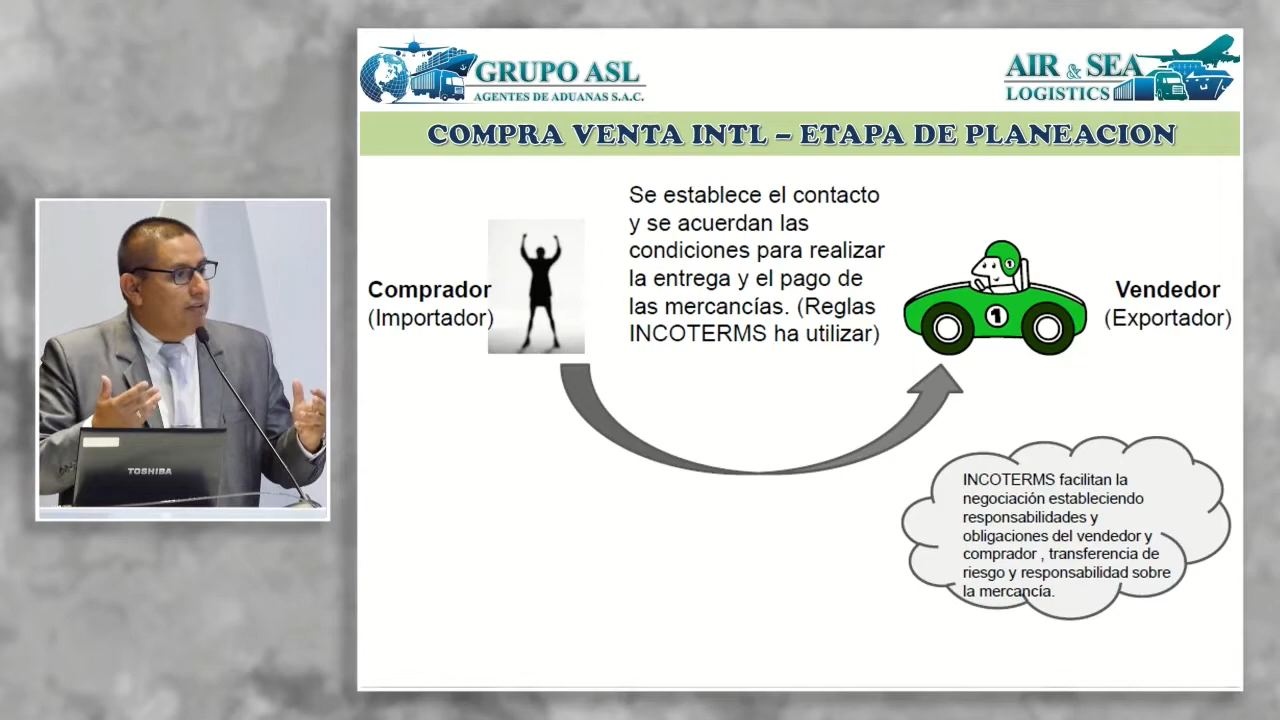 GRUPO ASL
AGENTES DE ADUANAS S.A.C.
AIR & SEA
LOGISTICS
COMPRA VENTA INTL – ETAPA DE PLANEACION
Se establece el contacto
y se acuerdan las
condiciones para realizar
la entrega y el pago de
las mercancías. (Reglas
INCOTERMS ha utilizar)
Comprador
(Importador)
1
1
Vendedor
(Exportador)
INCOTERMS facilitan la
negociación estableciendo
responsabilidades y
obligaciones del vendedor y
comprador , transferencia de
riesgo y responsabilidad sobre
la mercancía.
TOSHIBA